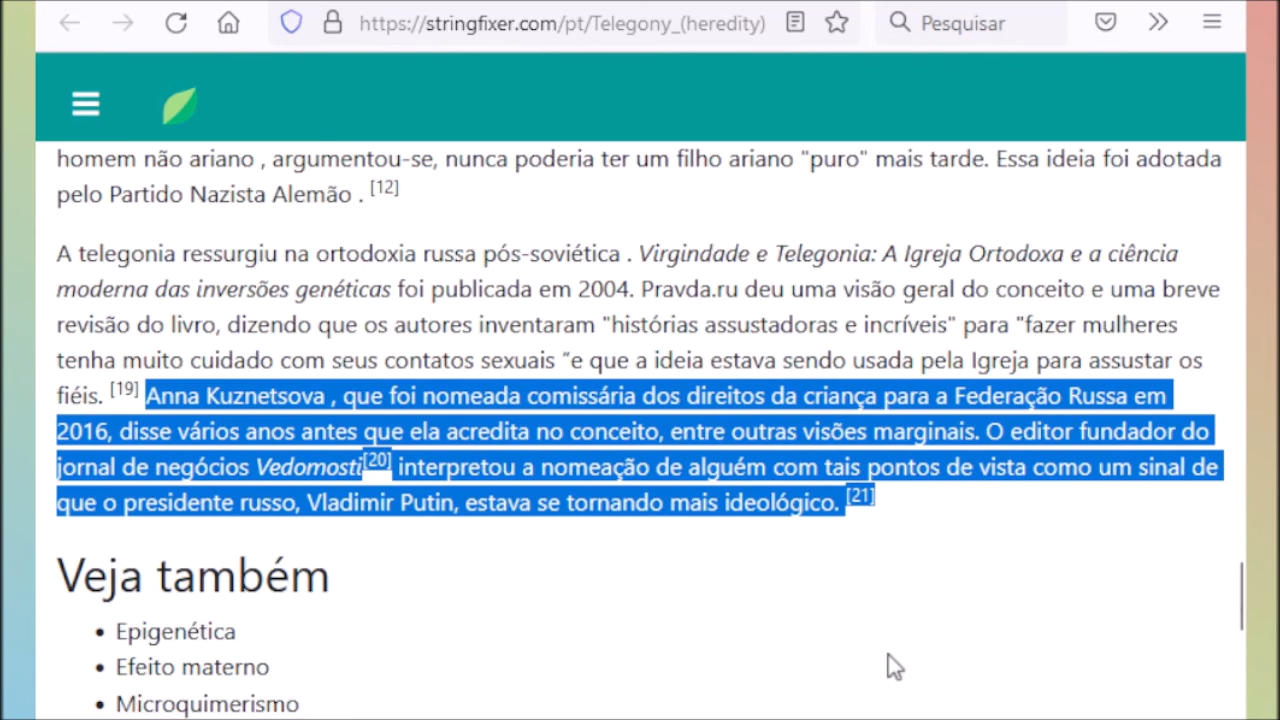 https://stringfixer.com/pt/Telegony_(heredity)
Pesquisar
homem não ariano , argumentou-se, nunca poderia ter um filho ariano "puro" mais tarde. Essa ideia foi adotada
pelo Partido Nazista Alemão . [12]
A telegonia ressurgiu na ortodoxia russa pós-soviética . Virgindade e Telegonia: A Igreja Ortodoxa e a ciência
moderna das inversões genéticas foi publicada em 2004. Pravda.ru deu uma visão geral do conceito e uma breve
revisão do livro, dizendo que os autores inventaram "histórias assustadoras e incríveis" para "fazer mulheres
tenha muito cuidado com seus contatos sexuais “e que a ideia estava sendo usada pela Igreja para assustar os
fiéis. [19] Anna Kuznetsova , que foi nomeada comissária dos direitos da criança para a Federação Russa em
2016, disse vários anos antes que ela acredita no conceito, entre outras visões marginais. O editor fundador do
jornal de negócios Vedomosti[20] interpretou a nomeação de alguém com tais pontos de vista como um sinal de
que o presidente russo, Vladimir Putin, estava se tornando mais ideológico. [21]
Veja também
• Epigenética
• Efeito materno
• Microquimerismo